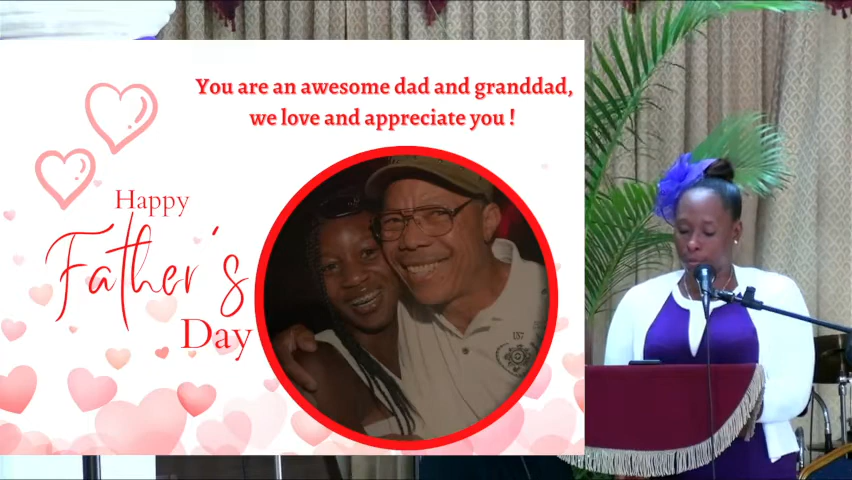 You are an awesome dad and granddad,
we love and appreciate you !
Happy
Father's
Day